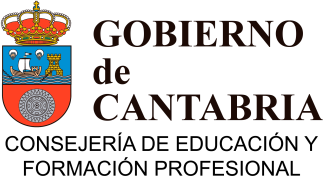 GOBIERNO
de
CANTABRIA
CONSEJERÍA DE EDUCACIÓN Y
FORMACIÓN PROFESIONAL